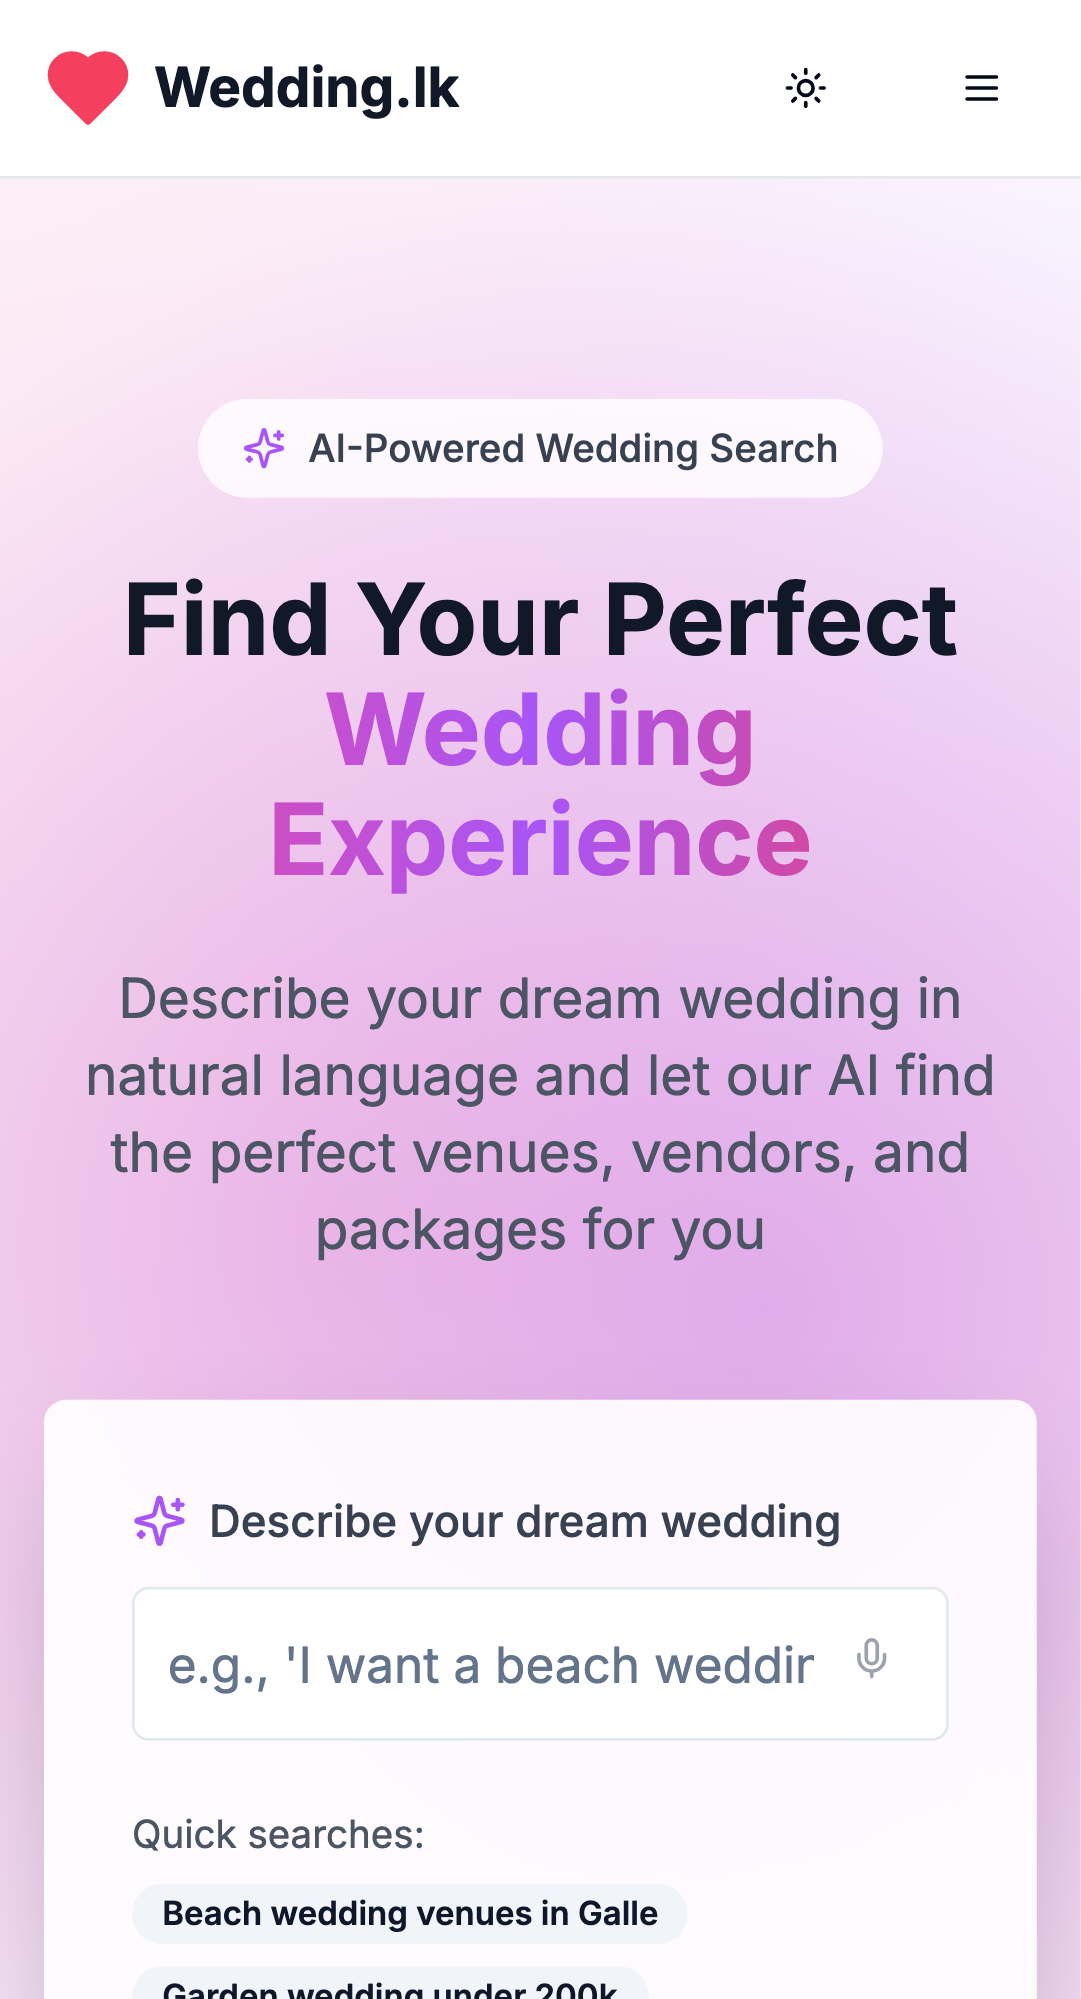 Wedding.lk
AI-Powered Wedding Search
Find Your Perfect
Wedding
Experience
Describe your dream wedding in
natural language and let our AI find
the perfect venues, vendors, and
packages for you
Describe your dream wedding
e.g., 'I want a beach weddin
Quick searches:
Beach wedding venues in Galle
Garden wedding under 200k